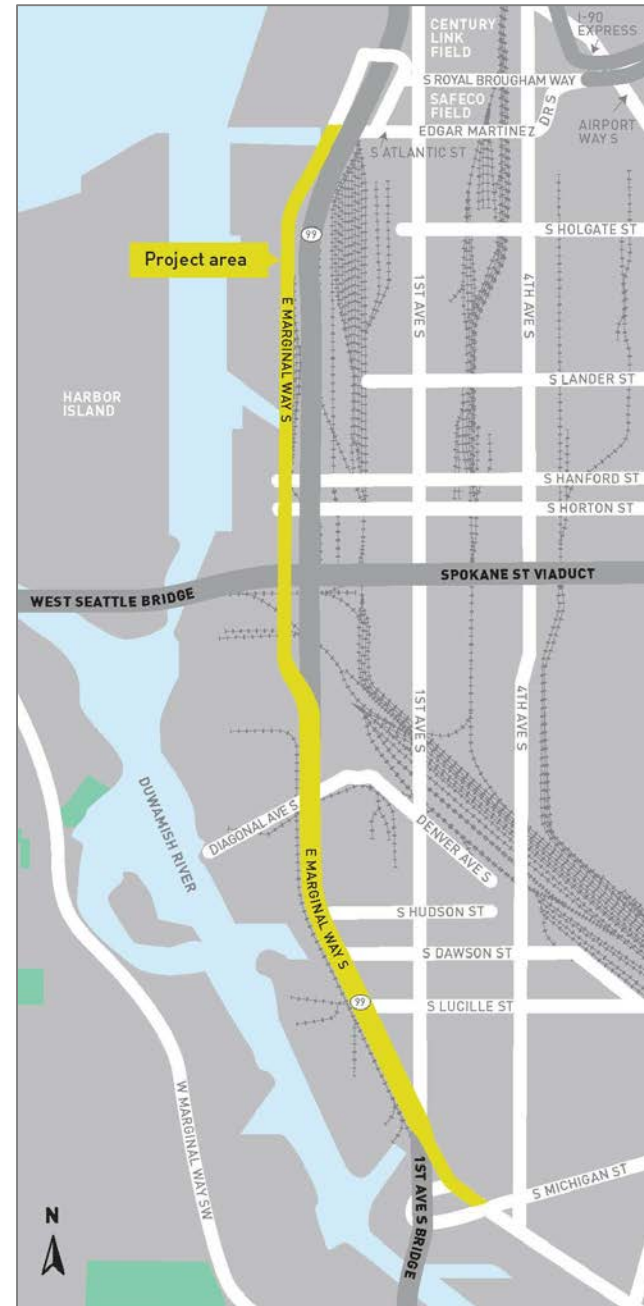 CENTURY
LINK
FIELD
I-90
EXPRESS
S ROYAL BROUGHAM WAY
SAFECO
FIELD
EDGAR MARTINEZ
DR S
AIRPORT
WAY S
S ATLANTIC ST
99
S HOLGATE ST
Project area
E MARGINAL WAY S
1ST AVE S
4TH AVE S
S LANDER ST
HARBOR
ISLAND
S HANFORD ST
S HORTON ST
SPOKANE ST VIADUCT
WEST SEATTLE BRIDGE
1ST AVE S
4TH AVE S
DUWAMISH RIVER
DIAGONAL AVE S
DENVER AVE S
E MARGINAL WAY S
S HUDSON ST
S DAWSON ST
99
S LUCILLE ST
W MARGINAL WAY SW
1ST AVE S BRIDGE
S MICHIGAN ST
N